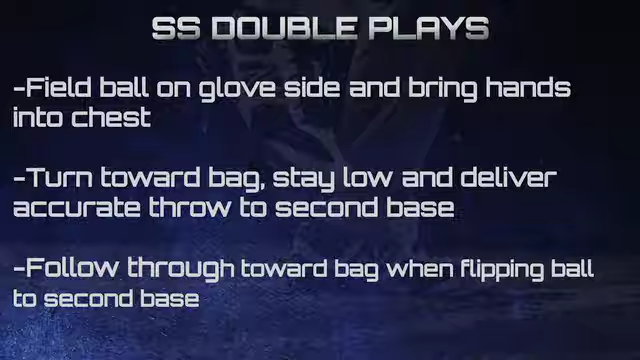 SS DOUBLE PLAYS
-Field ball on glove side and bring hands
into chest
-Turn toward bag, stay low and deliver
accurate throw to second base
-Follow through toward bag when flipping ball
to second base